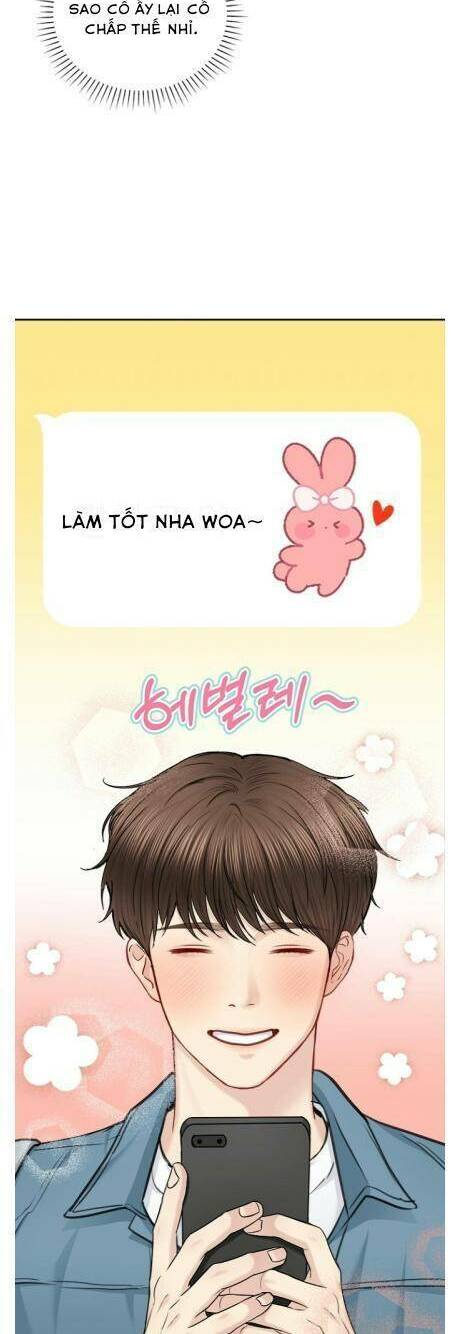 SAO CÔ ẤY LẠI CỐ
CHẤP THẾ NHỈ.
LÀM TỐT NHA WOA~
헤벌레~